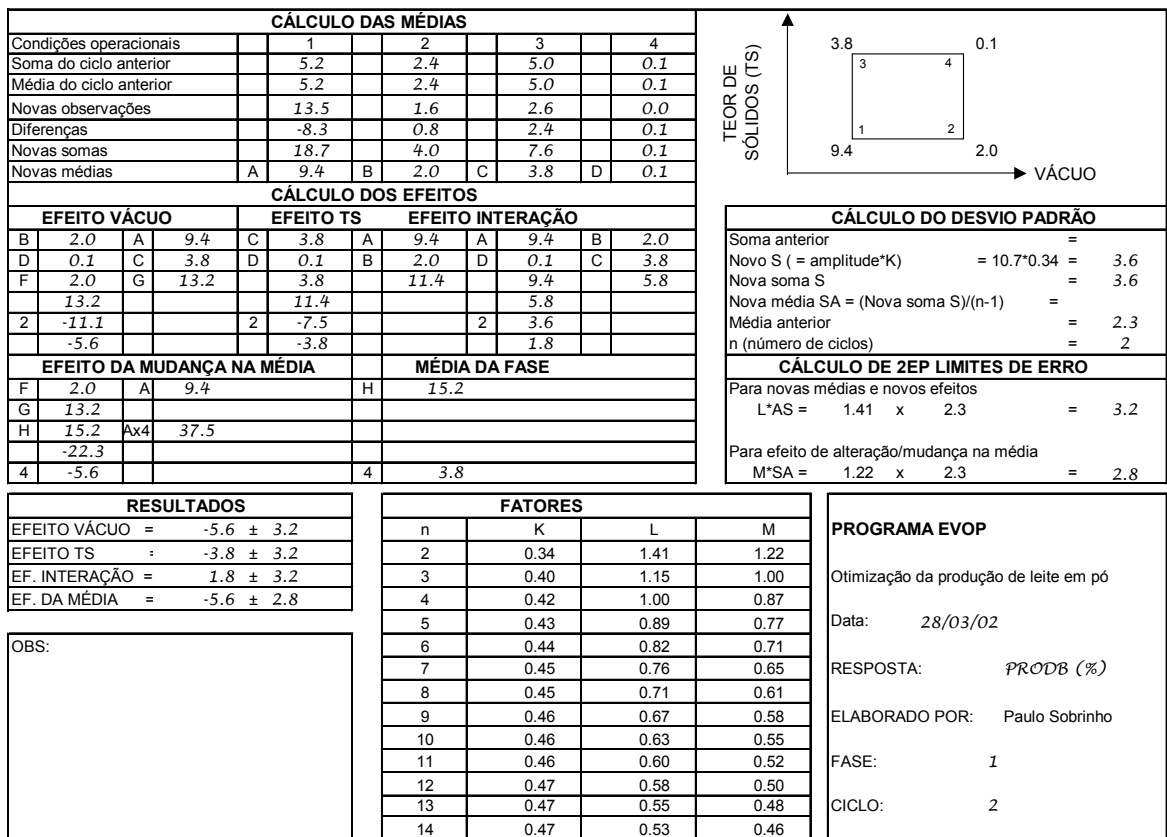 CÁLCULO DAS MÉDIAS
Condições operacionais 1 2 3 4
Soma do ciclo anterior 5.2 2.4 5.0 0.1
Média do ciclo anterior 5.2 2.4 5.0 0.1
Novas observações 13.5 1.6 2.6 0.0
Diferenças -8.3 0.8 2.4 0.1
Novas somas 18.7 4.0 7.6 0.1
Novas médias A 9.4 B 2.0 C 3.8 D 0.1
CÁLCULO DOS EFEITOS
EFEITO VÁCUO EFEITO TS EFEITO INTERAÇÃO
B 2.0 A 9.4 C 3.8 A 9.4 A 9.4 B 2.0
D 0.1 C 3.8 D 0.1 B 2.0 D 0.1 C 3.8
F 2.0 G 13.2 3.8 11.4 9.4 5.8
13.2 11.4 5.8
2 -11.1 2 -7.5 2 3.6
-5.6 -3.8 1.8
EFEITO DA MUDANÇA NA MÉDIA MÉDIA DA FASE
F 2.0 A 9.4 H 15.2
G 13.2
H 15.2 Ax4 37.5
-22.3
4 -5.6 4 3.8
TEOR DE
SÓLIDOS (TS)
3.8 0.1
3 4
1 2
9.4 2.0
VÁCUO
CÁLCULO DO DESVIO PADRÃO
Soma anterior =
Novo S ( = amplitude*K) = 10.7*0.34 = 3.6
Nova soma S = 3.6
Nova média SA = (Nova soma S)/(n-1) =
Média anterior = 2.3
n (número de ciclos) = 2
CÁLCULO DE 2EP LIMITES DE ERRO
Para novas médias e novos efeitos
L*AS = 1.41 x 2.3 = 3.2
Para efeito de alteração/mudança na média
M*SA = 1.22 x 2.3 = 2.8
RESULTADOS
EFEITO VÁCUO = -5.6 ± 3.2
EFEITO TS : -3.8 ± 3.2
EF. INTERAÇÃO = 1.8 ± 3.2
EF. DA MÉDIA = -5.6 ± 2.8
OBS:
FATORES
n K L M
2 0.34 1.41 1.22
3 0.40 1.15 1.00
4 0.42 1.00 0.87
5 0.43 0.89 0.77
6 0.44 0.82 0.71
7 0.45 0.76 0.65
8 0.45 0.71 0.61
9 0.46 0.67 0.58
10 0.46 0.63 0.55
11 0.46 0.60 0.52
12 0.47 0.58 0.50
13 0.47 0.55 0.48
14 0.47 0.53 0.46
PROGRAMA EVOP
Otimização da produção de leite em pó
Data: 28/03/02
RESPOSTA: PRODB (%)
ELABORADO POR: Paulo Sobrinho
FASE: 1
CICLO: 2